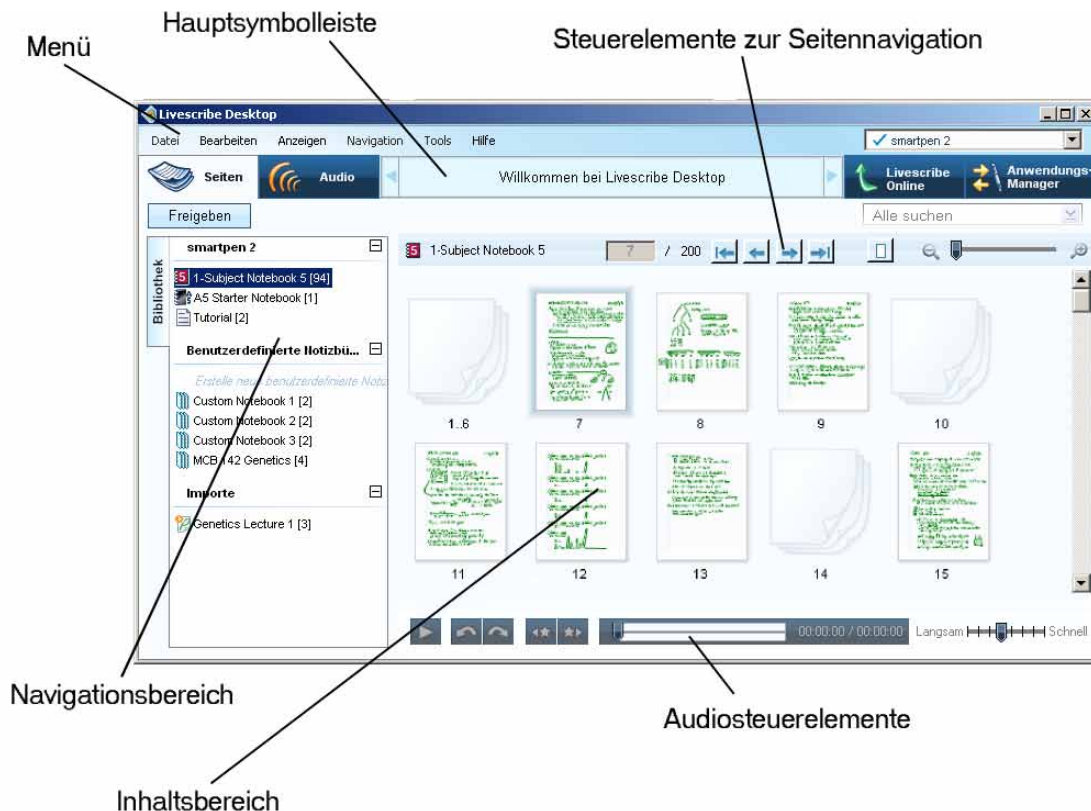 Hauptsymbolleiste
Menü
Steuerelemente zur Seitennavigation
Livescribe Desktop
Datei Bearbeiten Anzeigen Navigation Tools Hilfe
smartpen 2
Seiten
Audio
Willkommen bei Livescribe Desktop
Livescribe Online
Anwendungs-Manager
Freigeben
Alle suchen
Bibliothek
smartpen 2
1-Subject Notebook 5 7 / 200
1-Subject Notebook 5 [94]
A5 Starter Notebook [1]
Tutorial [2]
Benutzerdefinierte Notizbü...
Erstelle neue benutzerdefinierte Notiz
Custom Notebook 1 [2]
Custom Notebook 2 [2]
Custom Notebook 3 [2]
MCB 142 Genetics [4]
Importe
Genetics Lecture 1 [3]
1..6 7 8 9 10
11 12 13 14 15
00:00:00 / 00:00:00
Langsam Schnell
Navigationsbereich
Audiosteuerelemente
Inhaltsbereich